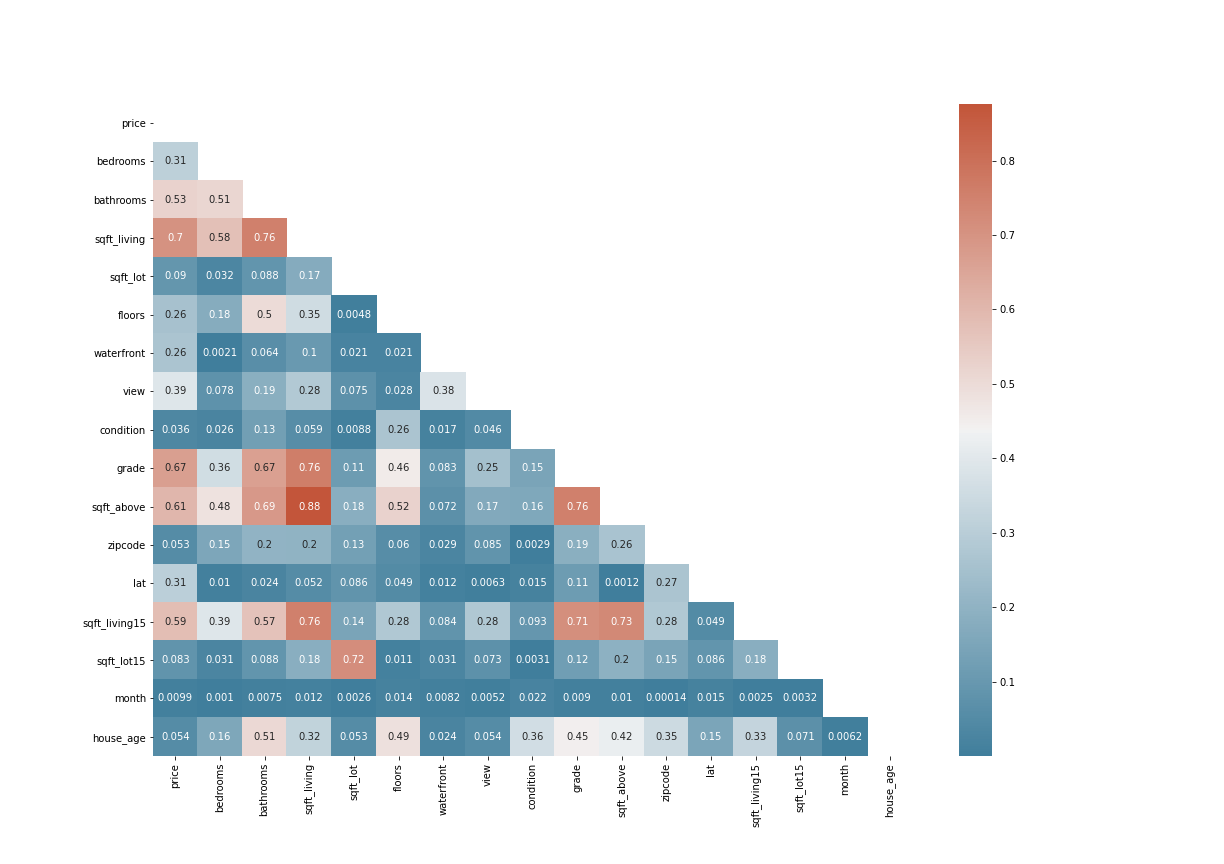 price
bedrooms 0.31
bathrooms 0.53 0.51
sqft_living 0.7 0.58 0.76
sqft_lot 0.09 0.032 0.088 0.17
floors 0.26 0.18 0.5 0.35 0.0048
waterfront 0.26 0.0021 0.064 0.1 0.021 0.021
view 0.39 0.078 0.19 0.28 0.075 0.028 0.38
condition 0.036 0.026 0.13 0.059 0.0088 0.26 0.017 0.046
grade 0.67 0.36 0.67 0.76 0.11 0.46 0.083 0.25 0.15
sqft_above 0.61 0.48 0.69 0.88 0.18 0.52 0.072 0.17 0.16 0.76
zipcode 0.053 0.15 0.2 0.2 0.13 0.06 0.029 0.085 0.0029 0.19 0.26
lat 0.31 0.01 0.024 0.052 0.086 0.049 0.012 0.0063 0.015 0.11 0.0012 0.27
sqft_living15 0.59 0.39 0.57 0.76 0.14 0.28 0.084 0.28 0.093 0.71 0.73 0.28 0.049
sqft_lot15 0.083 0.031 0.088 0.18 0.72 0.011 0.031 0.073 0.0031 0.12 0.2 0.15 0.086 0.18
month 0.0099 0.001 0.0075 0.012 0.0026 0.014 0.0082 0.0052 0.022 0.009 0.01 0.00014 0.015 0.0025 0.0032
house_age 0.054 0.16 0.51 0.32 0.053 0.49 0.024 0.054 0.36 0.45 0.42 0.35 0.15 0.33 0.071 0.0062
price bedrooms bathrooms sqft_living sqft_lot floors waterfront view condition grade sqft_above zipcode lat sqft_living15 sqft_lot15 month house_age
0.8
0.7
0.6
0.5
0.4
0.3
0.2
0.1